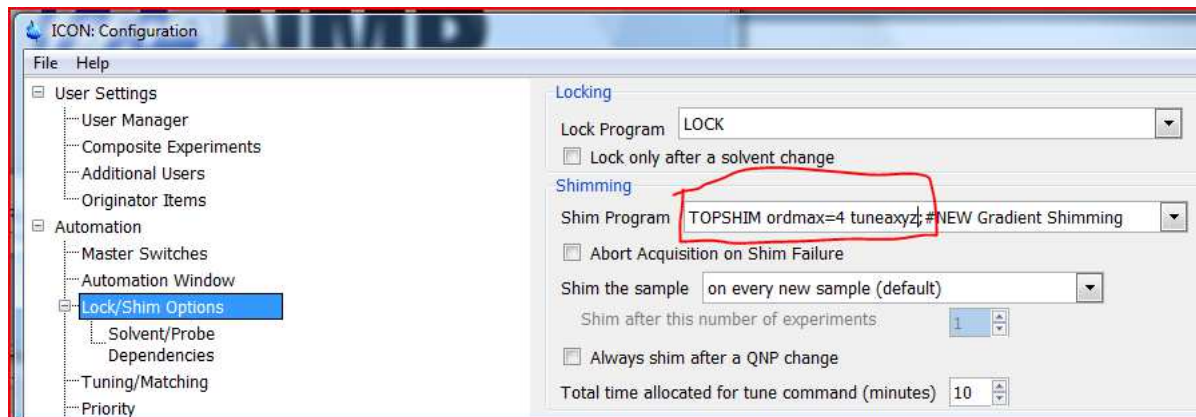 ICON: Configuration
File Help
User Settings
User Manager
Composite Experiments
Additional Users
Originator Items
Automation
Master Switches
Automation Window
Lock/Shim Options
Solvent/Probe
Dependencies
Tuning/Matching
Priority
Locking
Lock Program LOCK
Lock only after a solvent change
Shimming
Shim Program TOPSHIM ordmax=4 tuneaxyz;#NEW Gradient Shimming
Abort Acquisition on Shim Failure
Shim the sample on every new sample (default)
Shim after this number of experiments 1
Always shim after a QNP change
Total time allocated for tune command (minutes) 10